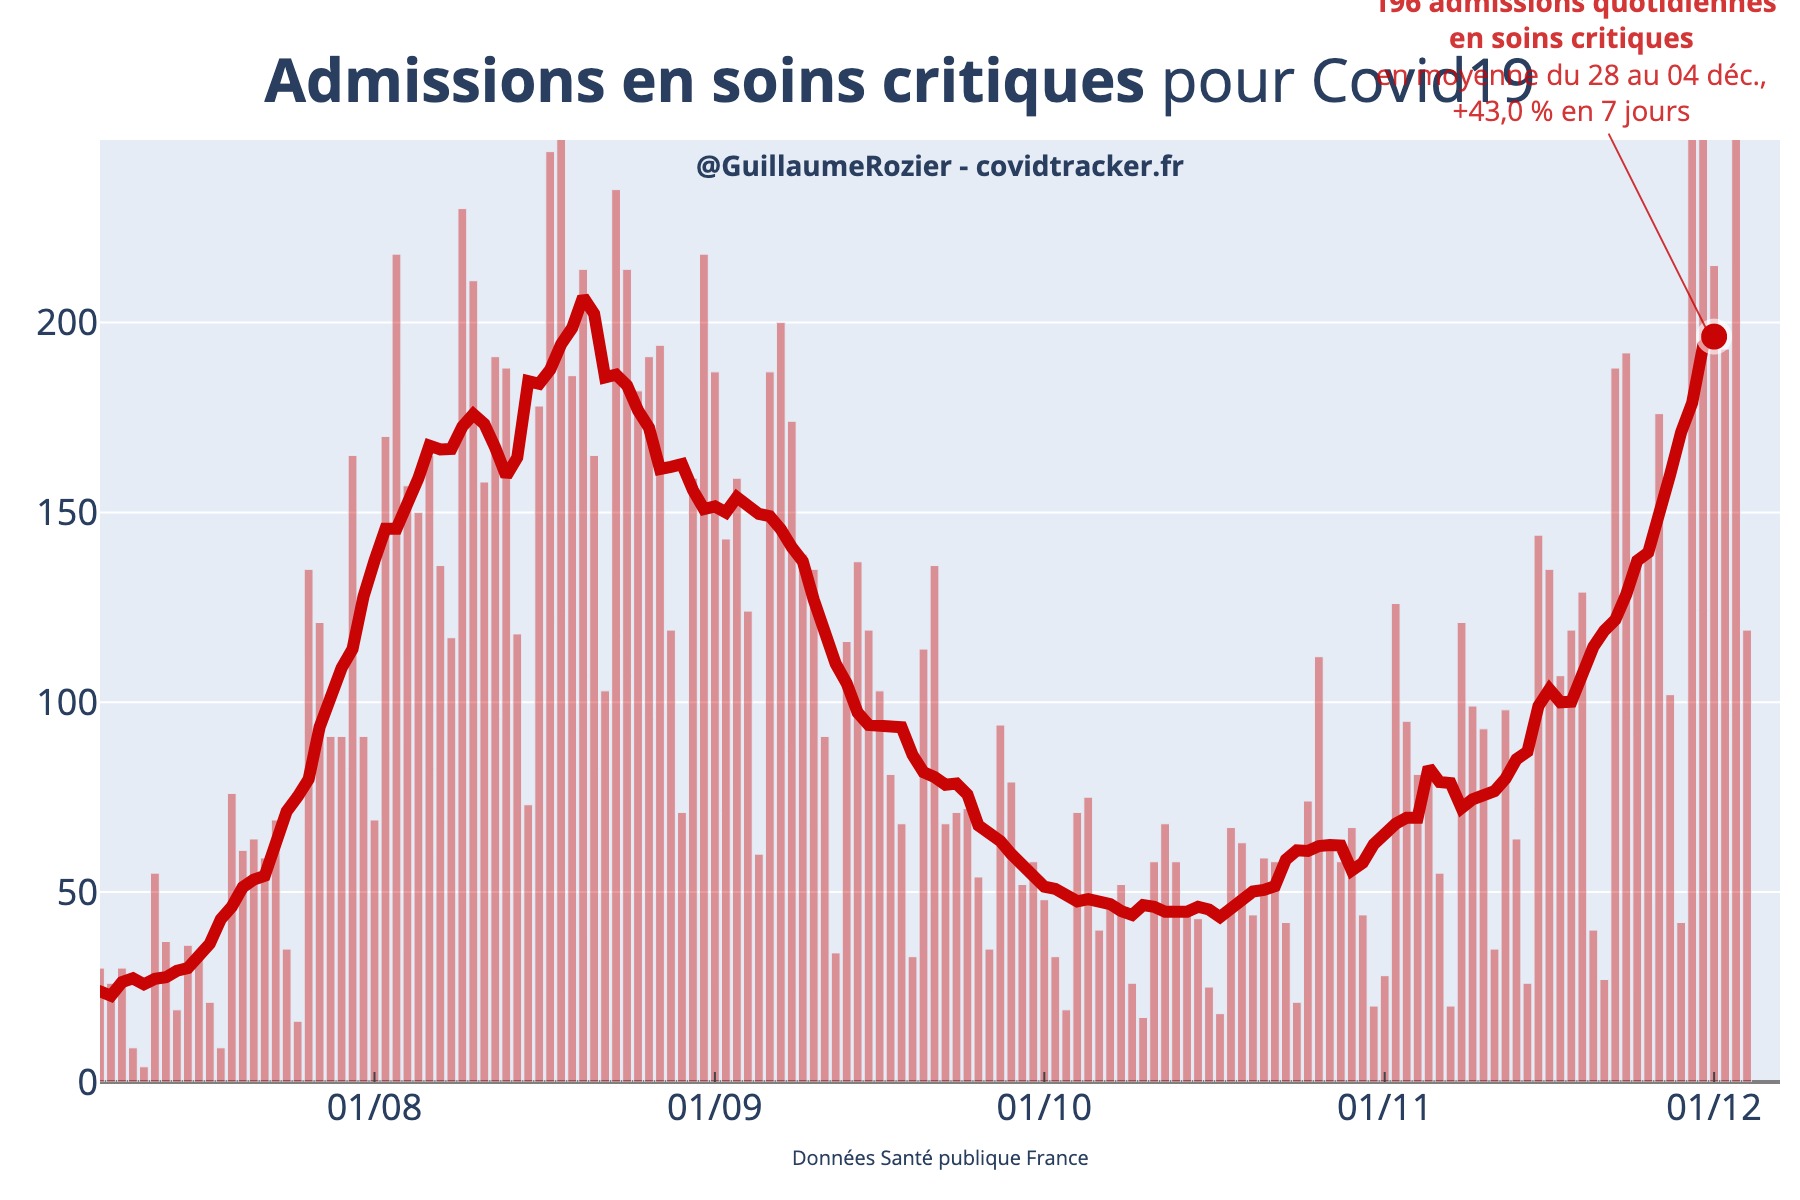 196 admissions quotidiennes
en soins critiques
en moyenne du 28 au 04 déc.,
+43,0 % en 7 jours
Admissions en soins critiques pour Covid19
@GuillaumeRozier - covidtracker.fr
200
150
100
50
0
01/08 01/09 01/10 01/11 01/12
Données Santé publique France